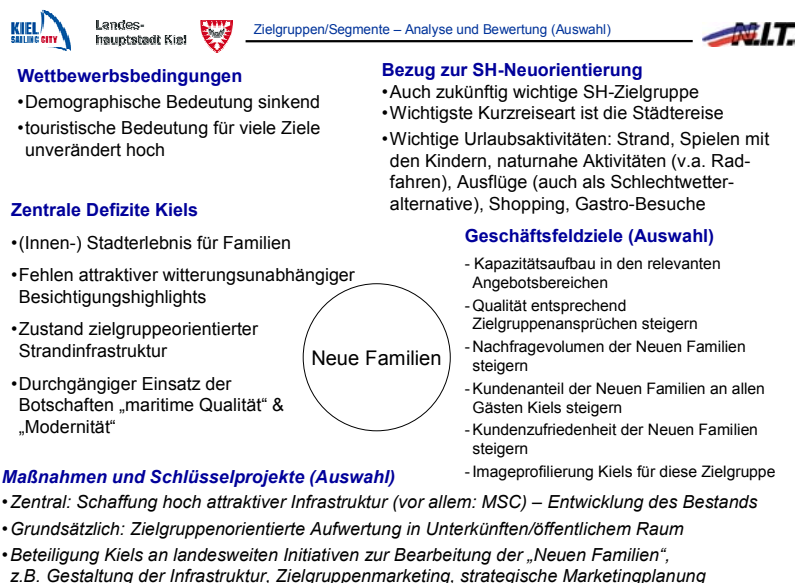 KIEL
SAILING CITY
Landes-
hauptstadt Kiel
Zielgruppen/Segmente – Analyse und Bewertung (Auswahl)
N.I.T.
Wettbewerbsbedingungen
•Demographische Bedeutung sinkend
•touristische Bedeutung für viele Ziele
unverändert hoch
Bezug zur SH-Neuorientierung
•Auch zukünftig wichtige SH-Zielgruppe
•Wichtigste Kurzreiseart ist die Städtereise
•Wichtige Urlaubsaktivitäten: Strand, Spielen mit
den Kindern, naturnahe Aktivitäten (v.a. Rad-
fahren), Ausflüge (auch als Schlechtwetter-
alternative), Shopping, Gastro-Besuche
Zentrale Defizite Kiels
•(Innen-) Stadterlebnis für Familien
•Fehlen attraktiver witterungsunabhängiger
Besichtigungshighlights
•Zustand zielgruppeorientierter
Strandinfrastruktur
•Durchgängiger Einsatz der
Botschaften „maritime Qualität“ &
„Modernität“
Neue Familien
Geschäftsfeldziele (Auswahl)
- Kapazitätsaufbau in den relevanten
Angebotsbereichen
- Qualität entsprechend
Zielgruppenansprüchen steigern
- Nachfragevolumen der Neuen Familien
steigern
- Kundenanteil der Neuen Familien an allen
Gästen Kiels steigern
- Kundenzufriedenheit der Neuen Familien
steigern
- Imageprofilierung Kiels für diese Zielgruppe
Maßnahmen und Schlüsselprojekte (Auswahl)
• Zentral: Schaffung hoch attraktiver Infrastruktur (vor allem: MSC) – Entwicklung des Bestands
• Grundsätzlich: Zielgruppenorientierte Aufwertung in Unterkünften/öffentlichem Raum
• Beteiligung Kiels an landesweiten Initiativen zur Bearbeitung der „Neuen Familien“,
z.B. Gestaltung der Infrastruktur, Zielgruppenmarketing, strategische Marketingplanung